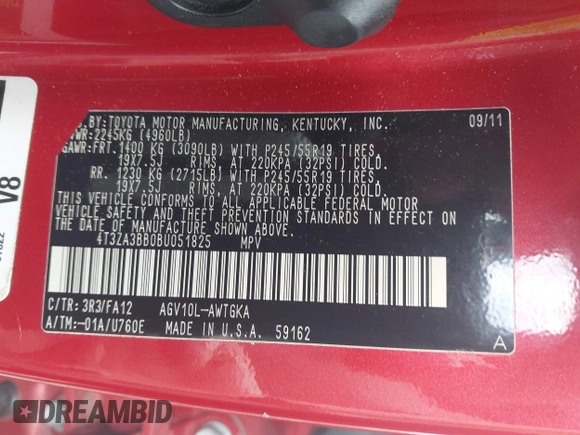 BY:TOYOTA MOTOR MANUFACTURING, KENTUCKY, INC. 09/11
2245KG (4960LB)
GAWR:FRT. 1400 KG (3090LB) WITH P245/55R19 TIRES,
19X7.5J RIMS, AT 220KPA (32PSI) COLD.
RR. 1230 KG (2715LB) WITH P245/55R19 TIRES,
19X7.5J RIMS, AT 220KPA (32PSI) COLD.
THIS VEHICLE CONFORMS TO ALL APPLICABLE FEDERAL MOTOR
VEHICLE SAFETY AND THEFT PREVENTION STANDARDS IN EFFECT ON
THE DATE OF MANUFACTURE SHOWN ABOVE.
4T3ZA3BB0BU051825 MPV
C/TR: 3R3/FA12 AGV10L-AWTGKA
A/TM:-01A/U760E MADE IN U.S.A. 59162
A
V8
DREAMBID